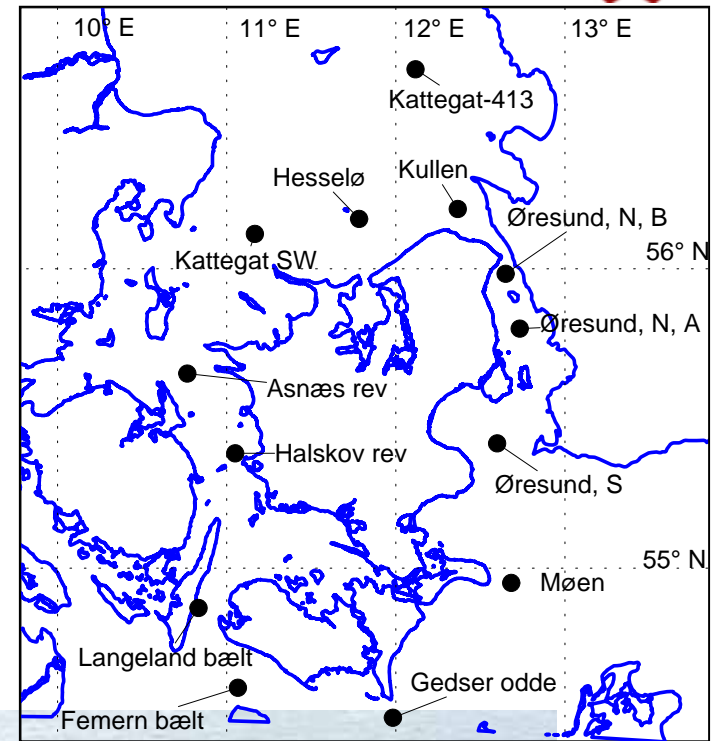 10° E 11° E 12° E 13° E
Kattegat-413
Kullen
Hesselø
Øresund, N, B
Kattegat SW
56° N
Øresund, N, A
Asnæs rev
Halskov rev
Øresund, S
55° N
Møen
Langeland bælt
Gedser odde
Femern bælt